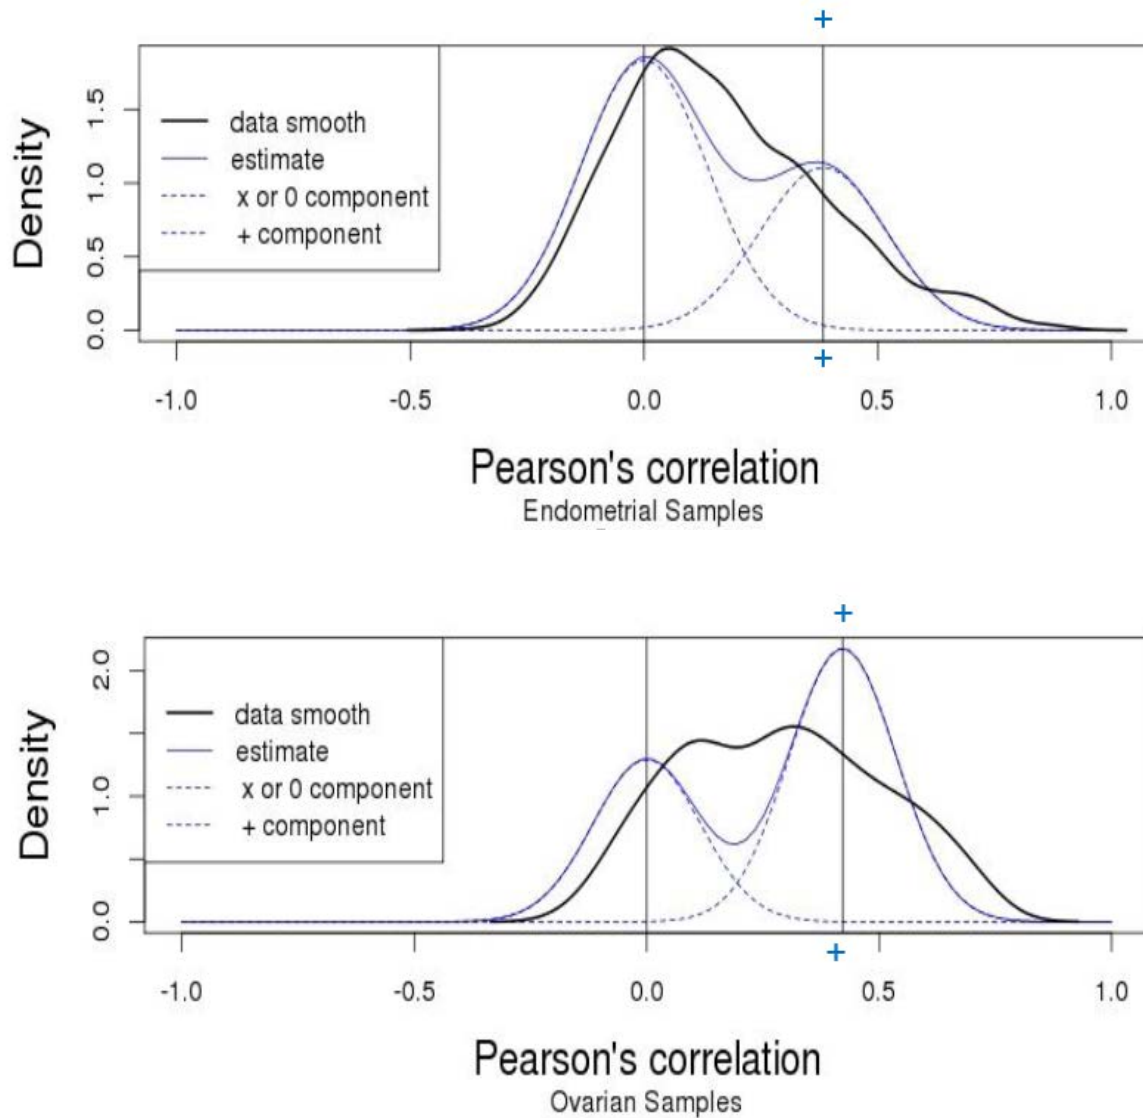 +
data smooth
estimate
x or 0 component
+ component
Density
0.0 0.5 1.0 1.5
+
-1.0 -0.5 0.0 0.5 1.0
Pearson's correlation
Endometrial Samples
+
data smooth
estimate
x or 0 component
+ component
Density
0.0 1.0 2.0
+
-1.0 -0.5 0.0 0.5 1.0
Pearson's correlation
Ovarian Samples